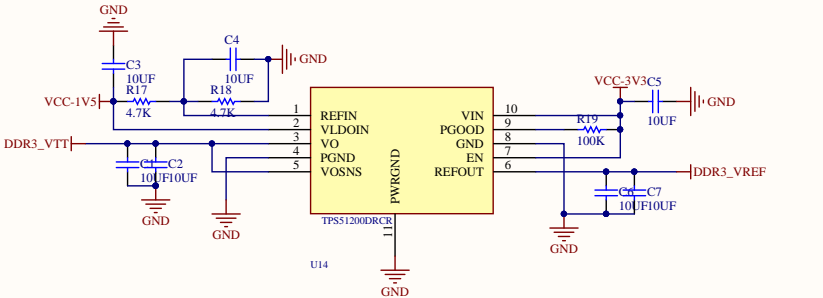 GND
C4
C3
10UF
10UF
GND
R17
R18
VCC-1V5
4.7K
4.7K
VCC-3V3
C5
10UF
GND
R19
100K
DDR3_VTT
C1
C2
10UF
10UF
GND
GND
1
REFIN
2
VLDOIN
3
VO
4
PGND
5
VOSNS
10
VIN
9
PGOOD
8
GND
7
EN
6
REFOUT
PWRGND
11
TPS51200DRCR
U14
GND
DDR3_VREF
C6
C7
10UF
10UF
GND